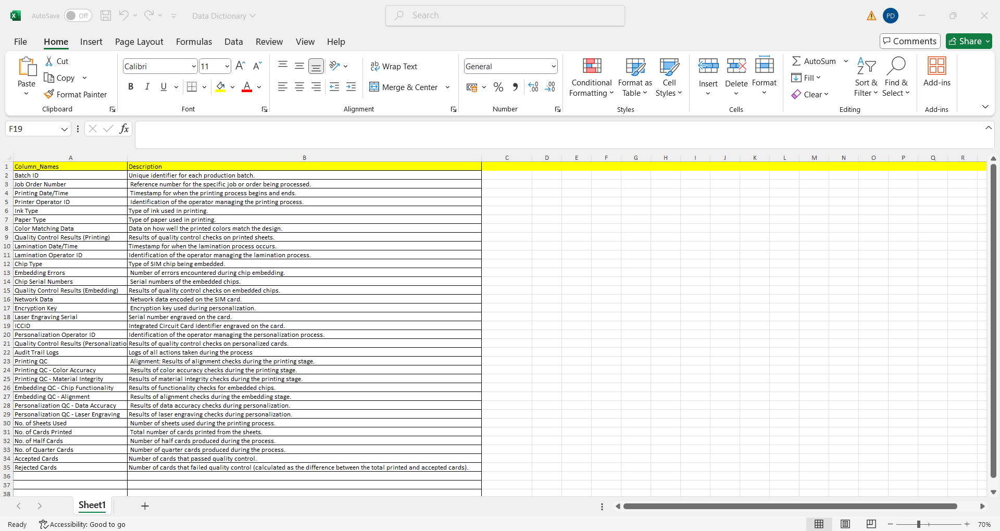 AutoSave Off Data Dictionary Search PD
File Home Insert Page Layout Formulas Data Review View Help Comments Share
Paste Cut Copy Format Painter Clipboard
Calibri 11 B I U A Font
Wrap Text Merge & Center Alignment
General % Number
Conditional Formatting Format as Table Cell Styles Styles
Insert Delete Format Cells
AutoSum Fill Clear Sort & Filter Find & Select Editing
Add-ins Add-ins
F19 fx
A B C D E F G H I J K L M N O P Q R
1 Column_Names Description
2 Batch ID Unique identifier for each production batch.
3 Job Order Number Reference number for the specific job or order being processed.
4 Printing Date/Time Timestamp for when the printing process begins and ends.
5 Printer Operator ID Identification of the operator managing the printing process.
6 Ink Type Type of ink used in printing.
7 Paper Type Type of paper used in printing.
8 Color Matching Data Data on how well the printed colors match the design.
9 Quality Control Results (Printing) Results of quality control checks on printed sheets.
10 Lamination Date/Time Timestamp for when the lamination process occurs.
11 Lamination Operator ID Identification of the operator managing the lamination process.
12 Chip Type Type of SIM chip being embedded.
13 Embedding Errors Number of errors encountered during chip embedding.
14 Chip Serial Numbers Serial numbers of the embedded chips.
15 Quality Control Results (Embedding) Results of quality control checks on embedded chips.
16 Network Data Network data encoded on the SIM card.
17 Encryption Key Encryption key used during personalization.
18 Laser Engraving Serial Serial number engraved on the card.
19 ICCID Integrated Circuit Card Identifier engraved on the card.
20 Personalization Operator ID Identification of the operator managing the personalization process.
21 Quality Control Results (Personalizatio Results of quality control checks on personalized cards.
22 Audit Trail Logs Logs of all actions taken during the process
23 Printing QC Alignment: Results of alignment checks during the printing stage.
24 Printing QC - Color Accuracy Results of color accuracy checks during the printing stage.
25 Printing QC - Material Integrity Results of material integrity checks during the printing stage.
26 Embedding QC - Chip Functionality Results of functionality checks for embedded chips.
27 Embedding QC - Alignment Results of alignment checks during the embedding stage.
28 Personalization QC - Data Accuracy Results of data accuracy checks during personalization.
29 Personalization QC - Laser Engraving Results of laser engraving checks during personalization.
30 No. of Sheets Used Number of sheets used during the printing process.
31 No. of Cards Printed Total number of cards printed from the sheets.
32 No. of Half Cards Number of half cards produced during the process.
33 No. of Quarter Cards Number of quarter cards produced during the process.
34 Accepted Cards Number of cards that passed quality control.
35 Rejected Cards Number of cards that failed quality control (calculated as the difference between the total printed and accepted cards).
36
37
38
Sheet1
Ready Accessibility: Good to go 70%